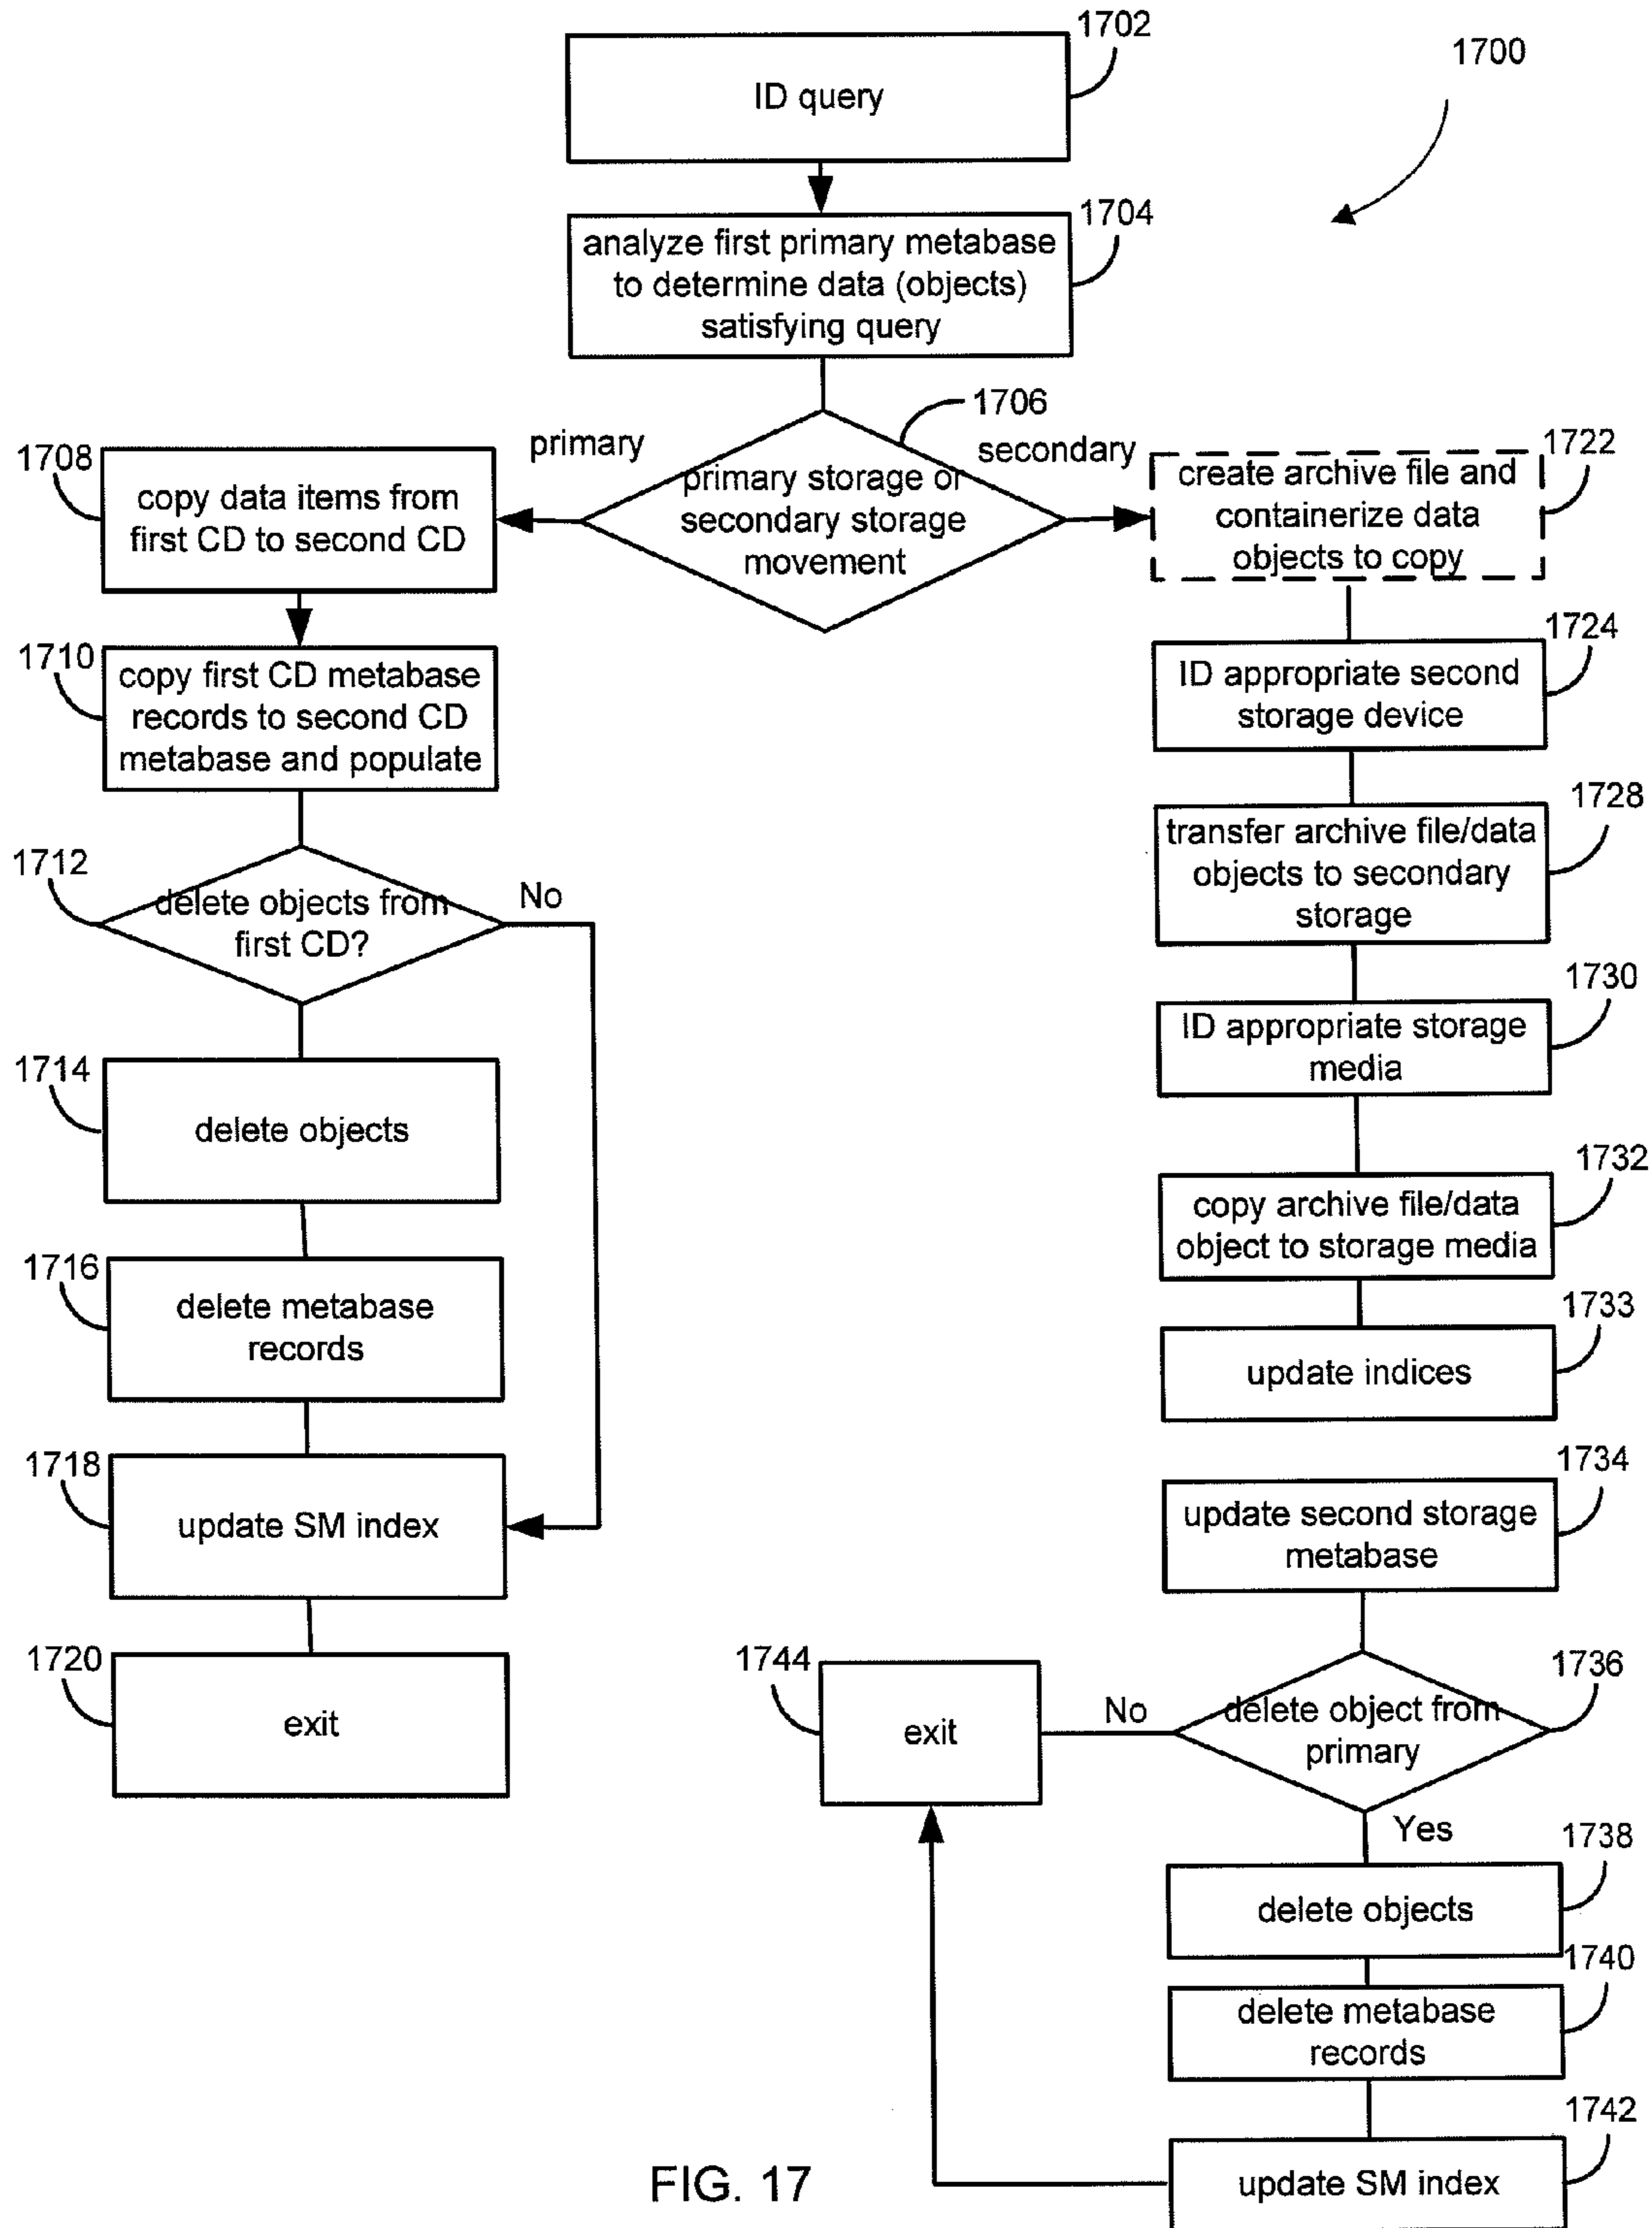 1702
1700
ID query
1704
analyze first primary metabase
to determine data (objects)
satisfying query
1706
primary
secondary
primary storage or
secondary storage
movement
1708
copy data items from
first CD to second CD
1710
copy first CD metabase
records to second CD
metabase and populate
1712
delete objects from
first CD?
No
1714
delete objects
1716
delete metabase
records
1718
update SM index
1720
exit
1722
create archive file and
containerize data
objects to copy
1724
ID appropriate second
storage device
1728
transfer archive file/data
objects to secondary
storage
1730
ID appropriate storage
media
1732
copy archive file/data
object to storage media
1733
update indices
1734
update second storage
metabase
1736
delete object from
primary
No
1744
exit
Yes
1738
delete objects
1740
delete metabase
records
1742
update SM index
FIG. 17